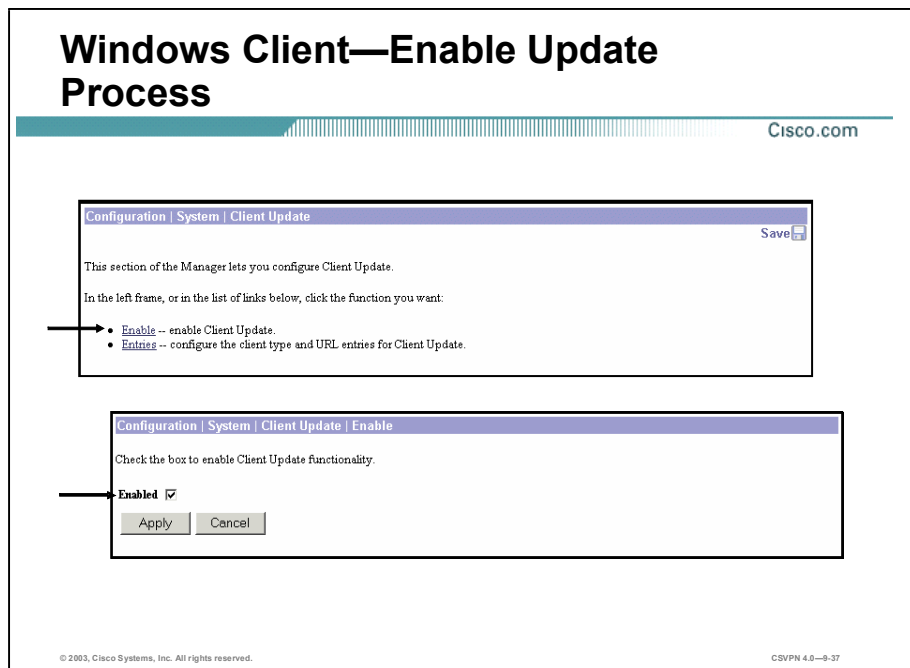 Windows Client—Enable Update
Process
Cisco.com
Configuration | System | Client Update
Save
This section of the Manager lets you configure Client Update.
In the left frame, or in the list of links below, click the function you want:
• Enable -- enable Client Update.
• Entries -- configure the client type and URL entries for Client Update.
Configuration | System | Client Update | Enable
Check the box to enable Client Update functionality.
Enabled
Apply Cancel
© 2003, Cisco Systems, Inc. All rights reserved. CSVPN 4.0—9-37